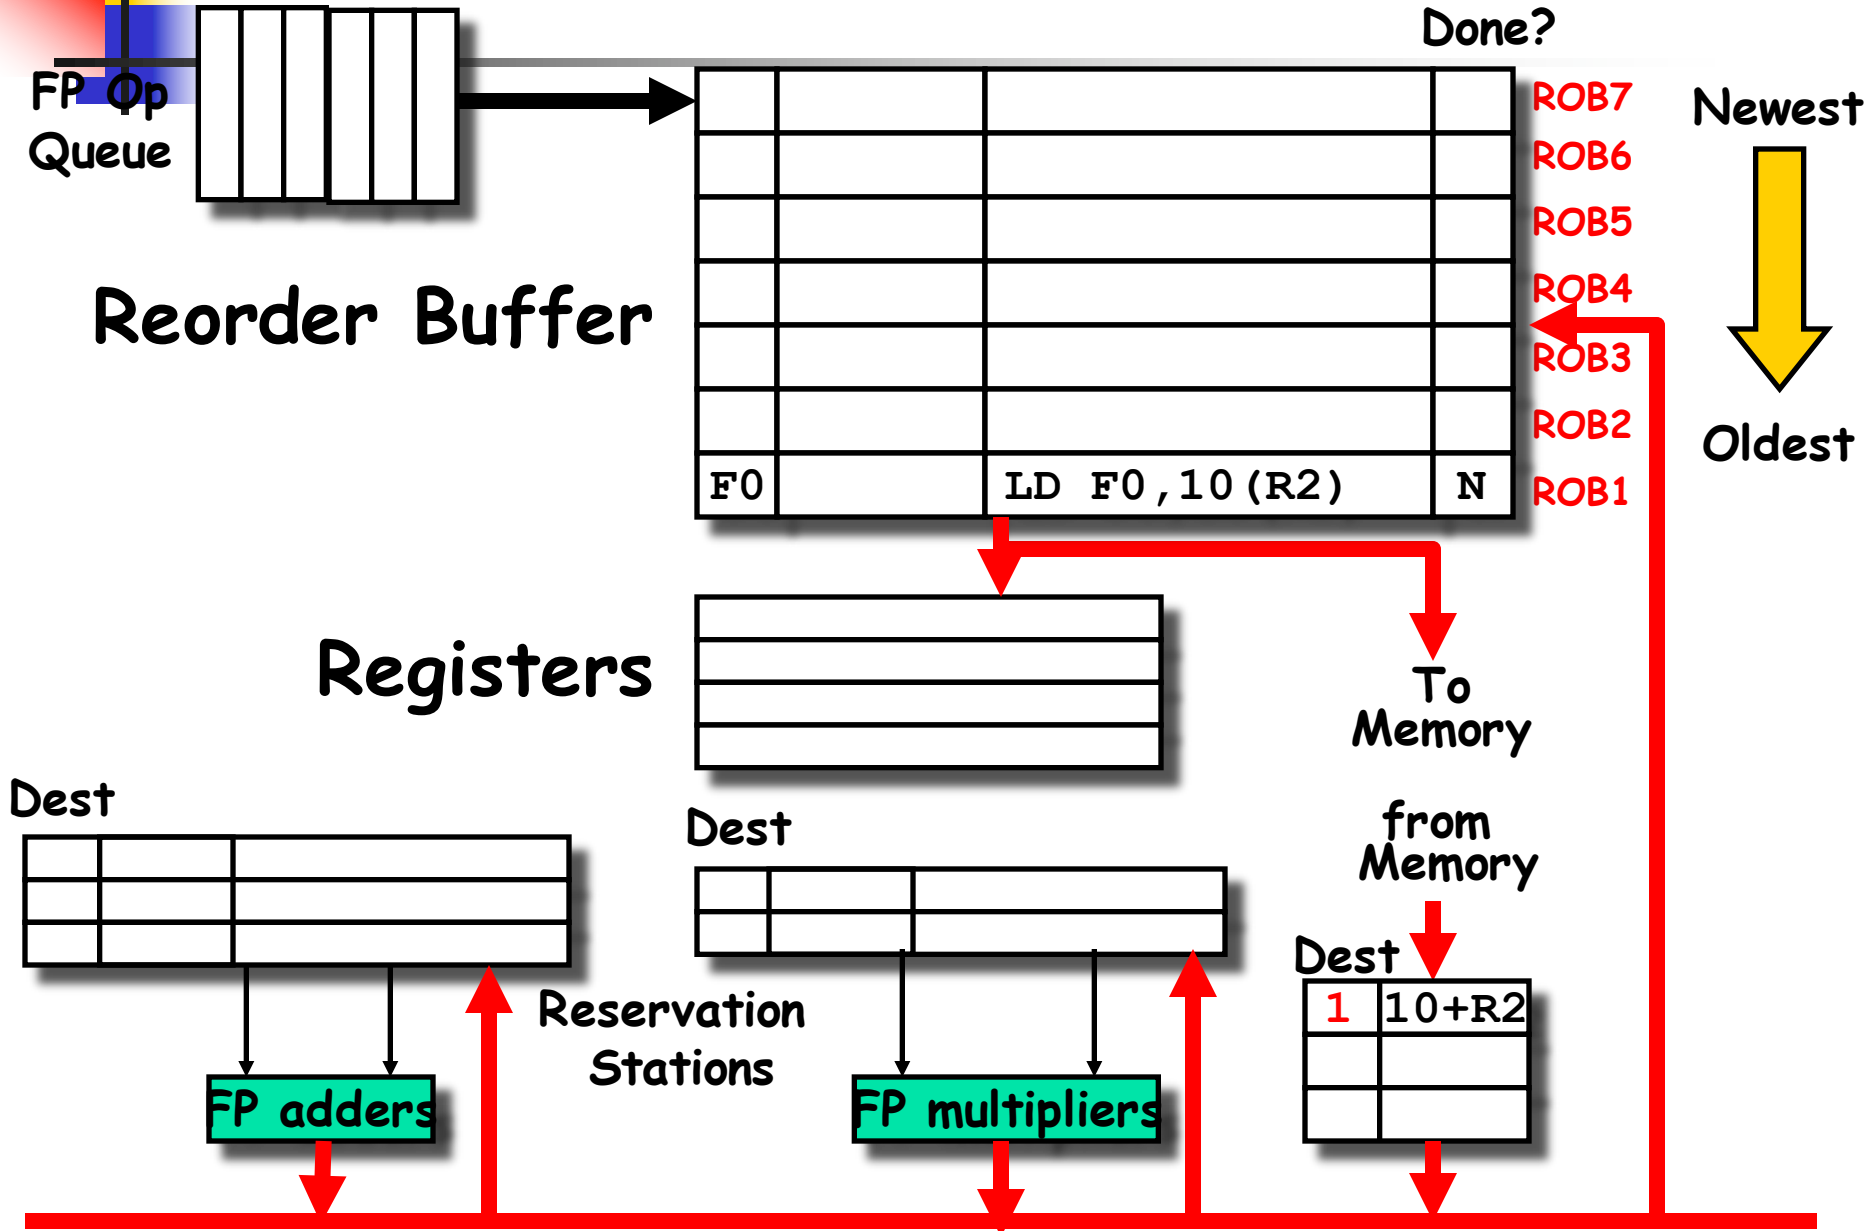 Done?
FP Op
Queue
ROB7
Newest
ROB6
ROB5
Reorder Buffer
ROB4
ROB3
ROB2
Oldest
F0 LD F0,10(R2) N ROB1
Registers
To
Memory
Dest
Dest
from
Memory
Dest
Reservation
Stations
1 10+R2
FP adders
FP multipliers